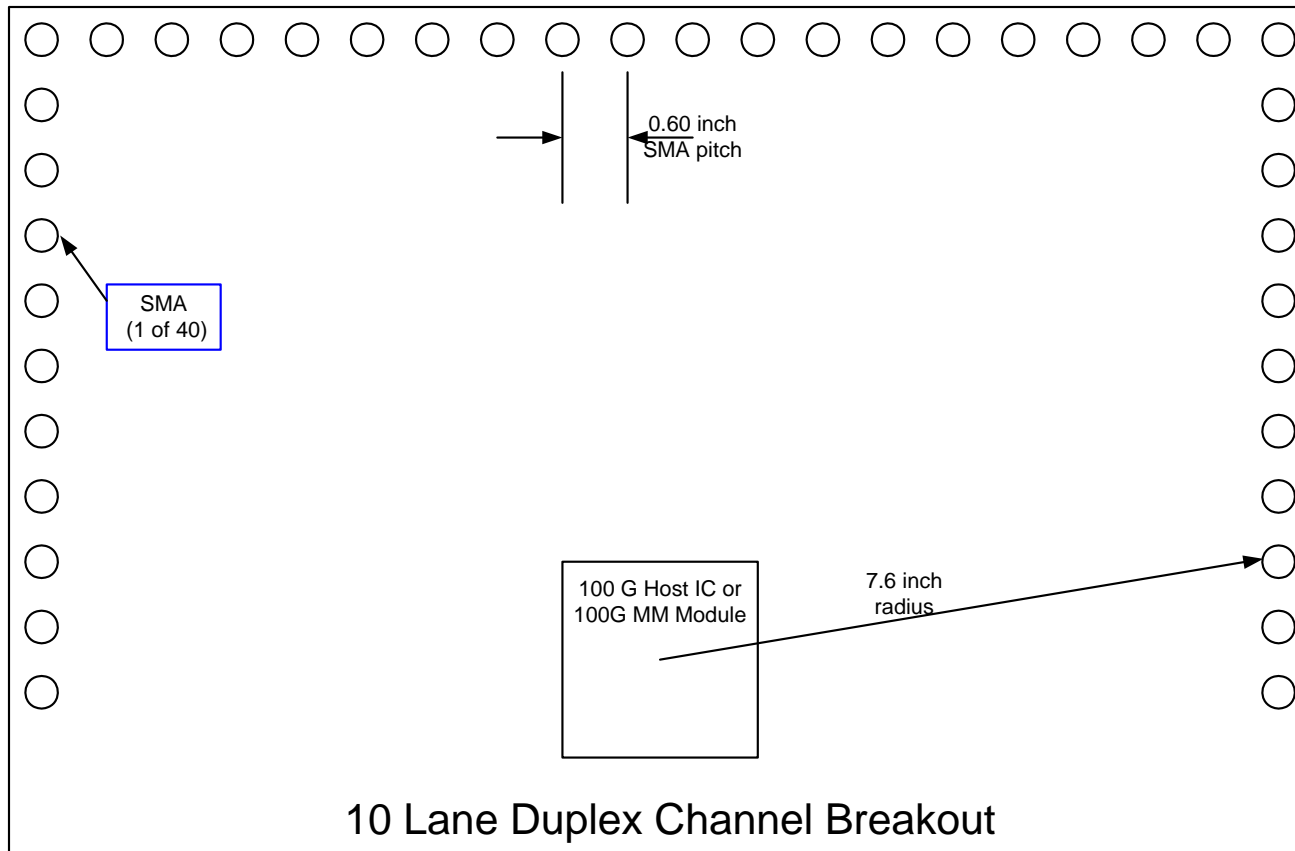 0.60 inch
SMA pitch
SMA
(1 of 40)
100 G Host IC or
100G MM Module
7.6 inch
radius
10 Lane Duplex Channel Breakout